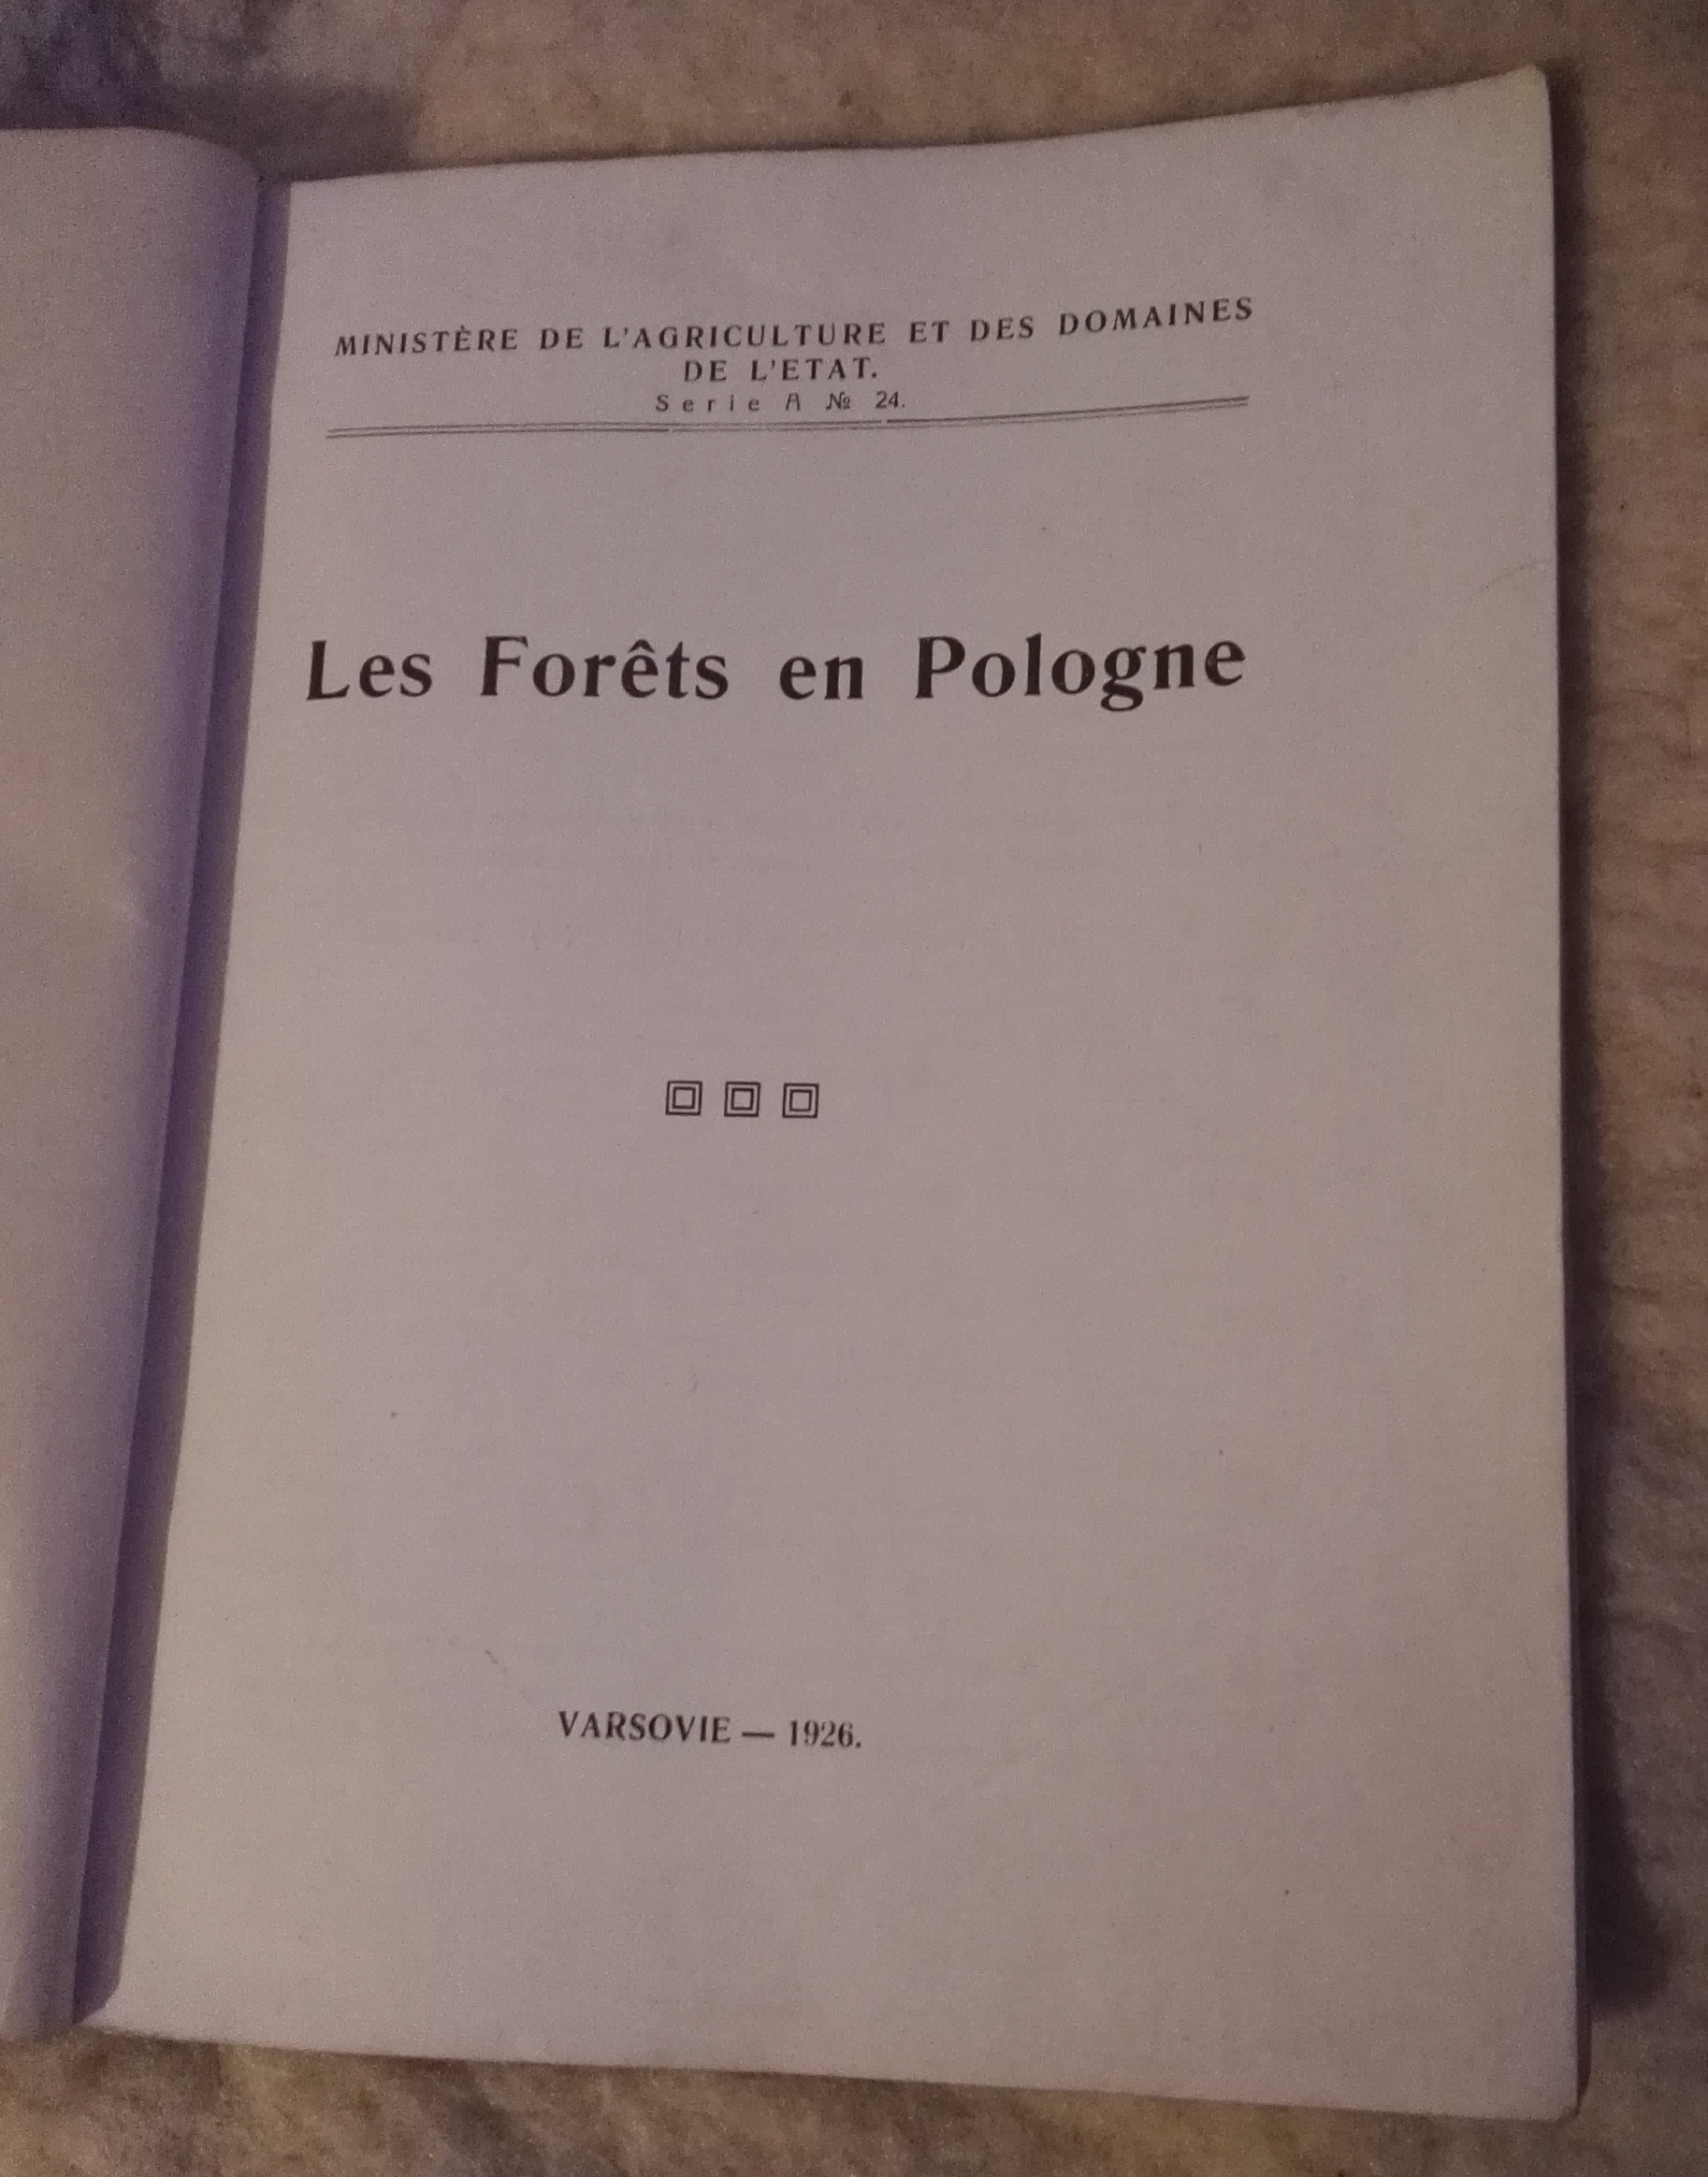 MINISTÈRE DE L'AGRICULTURE ET DES DOMAINES
DE L'ETAT.
Serie A № 24.
Les Forêts en Pologne
VARSOVIE — 1926.